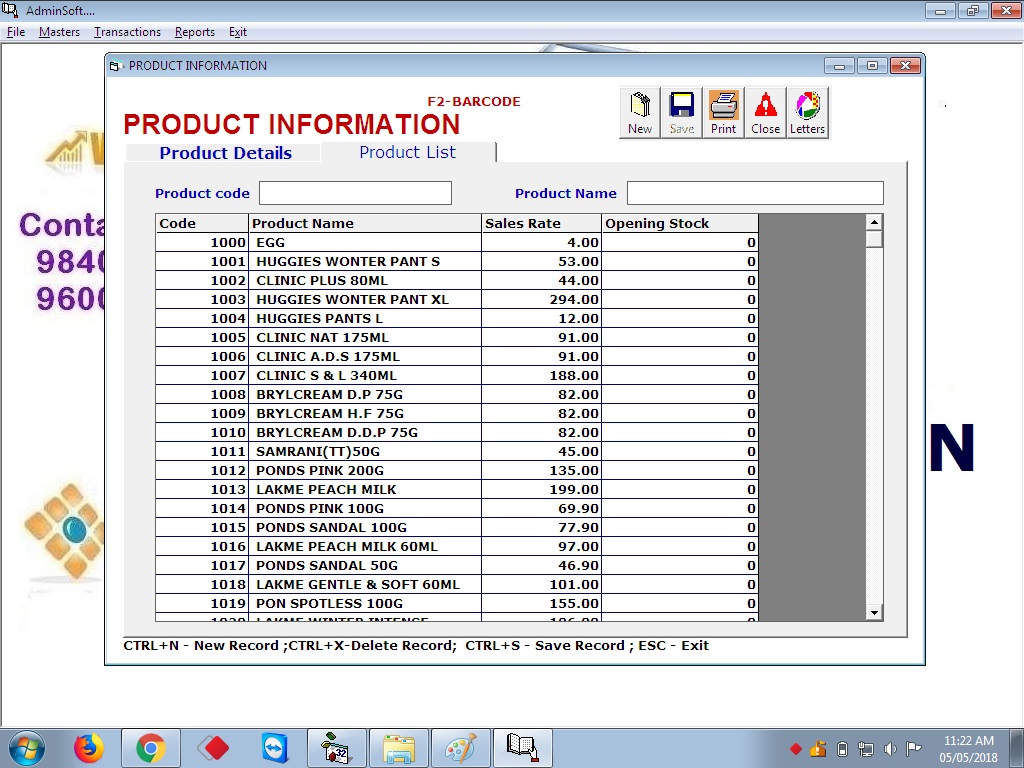 AdminSoft....
File Masters Transactions Reports Exit
PRODUCT INFORMATION
F2-BARCODE
PRODUCT INFORMATION
New Save Print Close Letters
Product Details Product List
Product code Product Name
Code Product Name Sales Rate Opening Stock
1000 EGG 4.00 0
1001 HUGGIES WONTER PANT S 53.00 0
1002 CLINIC PLUS 80ML 44.00 0
1003 HUGGIES WONTER PANT XL 294.00 0
1004 HUGGIES PANTS L 12.00 0
1005 CLINIC NAT 175ML 91.00 0
1006 CLINIC A.D.S 175ML 91.00 0
1007 CLINIC S & L 340ML 188.00 0
1008 BRYLCREAM D.P 75G 82.00 0
1009 BRYLCREAM H.F 75G 82.00 0
1010 BRYLCREAM D.D.P 75G 82.00 0
1011 SAMRANI(TT)50G 45.00 0
1012 PONDS PINK 200G 135.00 0
1013 LAKME PEACH MILK 199.00 0
1014 PONDS PINK 100G 69.90 0
1015 PONDS SANDAL 100G 77.90 0
1016 LAKME PEACH MILK 60ML 97.00 0
1017 PONDS SANDAL 50G 46.90 0
1018 LAKME GENTLE & SOFT 60ML 101.00 0
1019 PON SPOTLESS 100G 155.00 0
1020 LAKME WINTER INTENSE
CTRL+N - New Record ;CTRL+X-Delete Record; CTRL+S - Save Record ; ESC - Exit
Conta
984
960
N
32
11:22 AM
05/05/2018